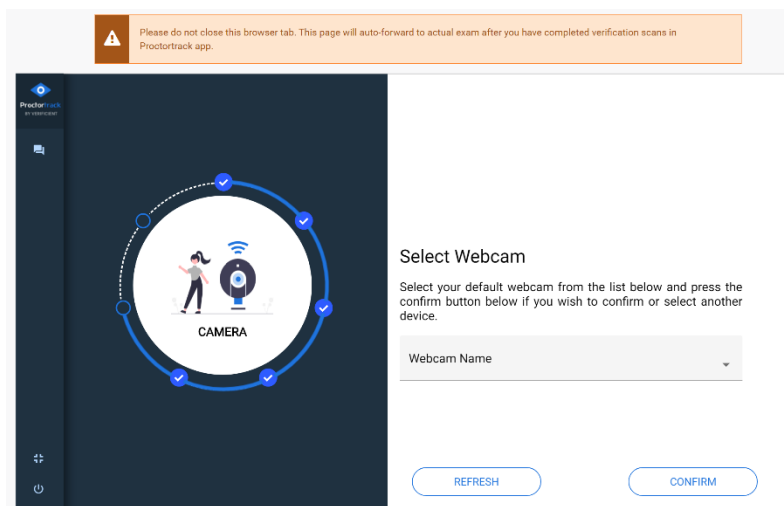 Please do not close this browser tab. This page will auto-forward to actual exam after you have completed verification scans in
Proctortrack app.
Proctortrack
BY VERIFICIENT
CAMERA
Select Webcam
Select your default webcam from the list below and press the
confirm button below if you wish to confirm or select another
device.
Webcam Name
REFRESH
CONFIRM